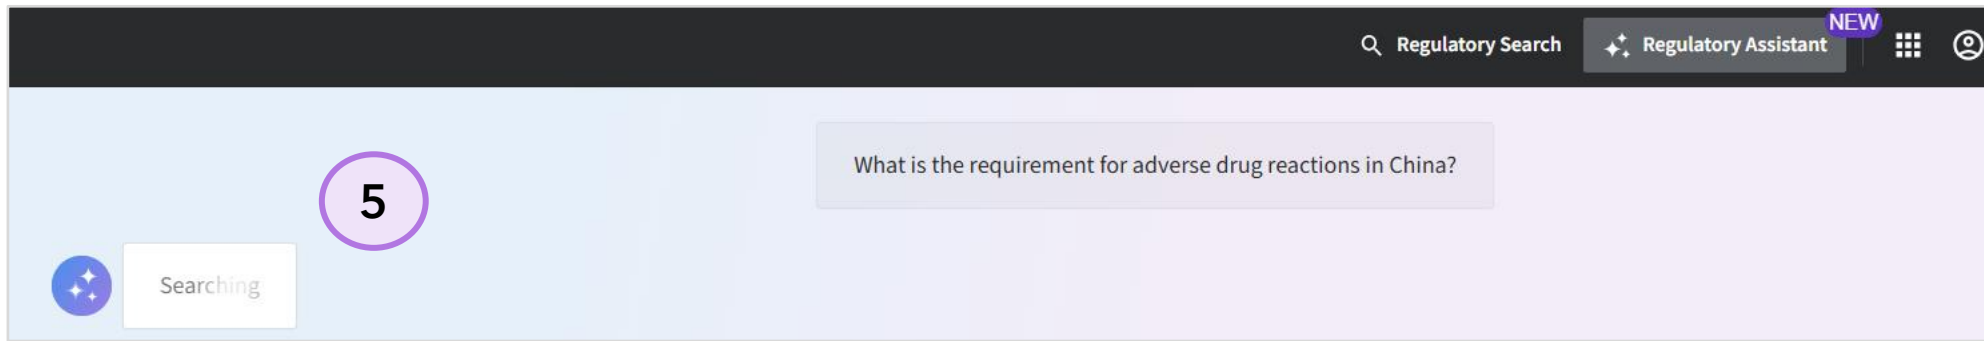 NEW
Regulatory Search
Regulatory Assistant
What is the requirement for adverse drug reactions in China?
5
Searching